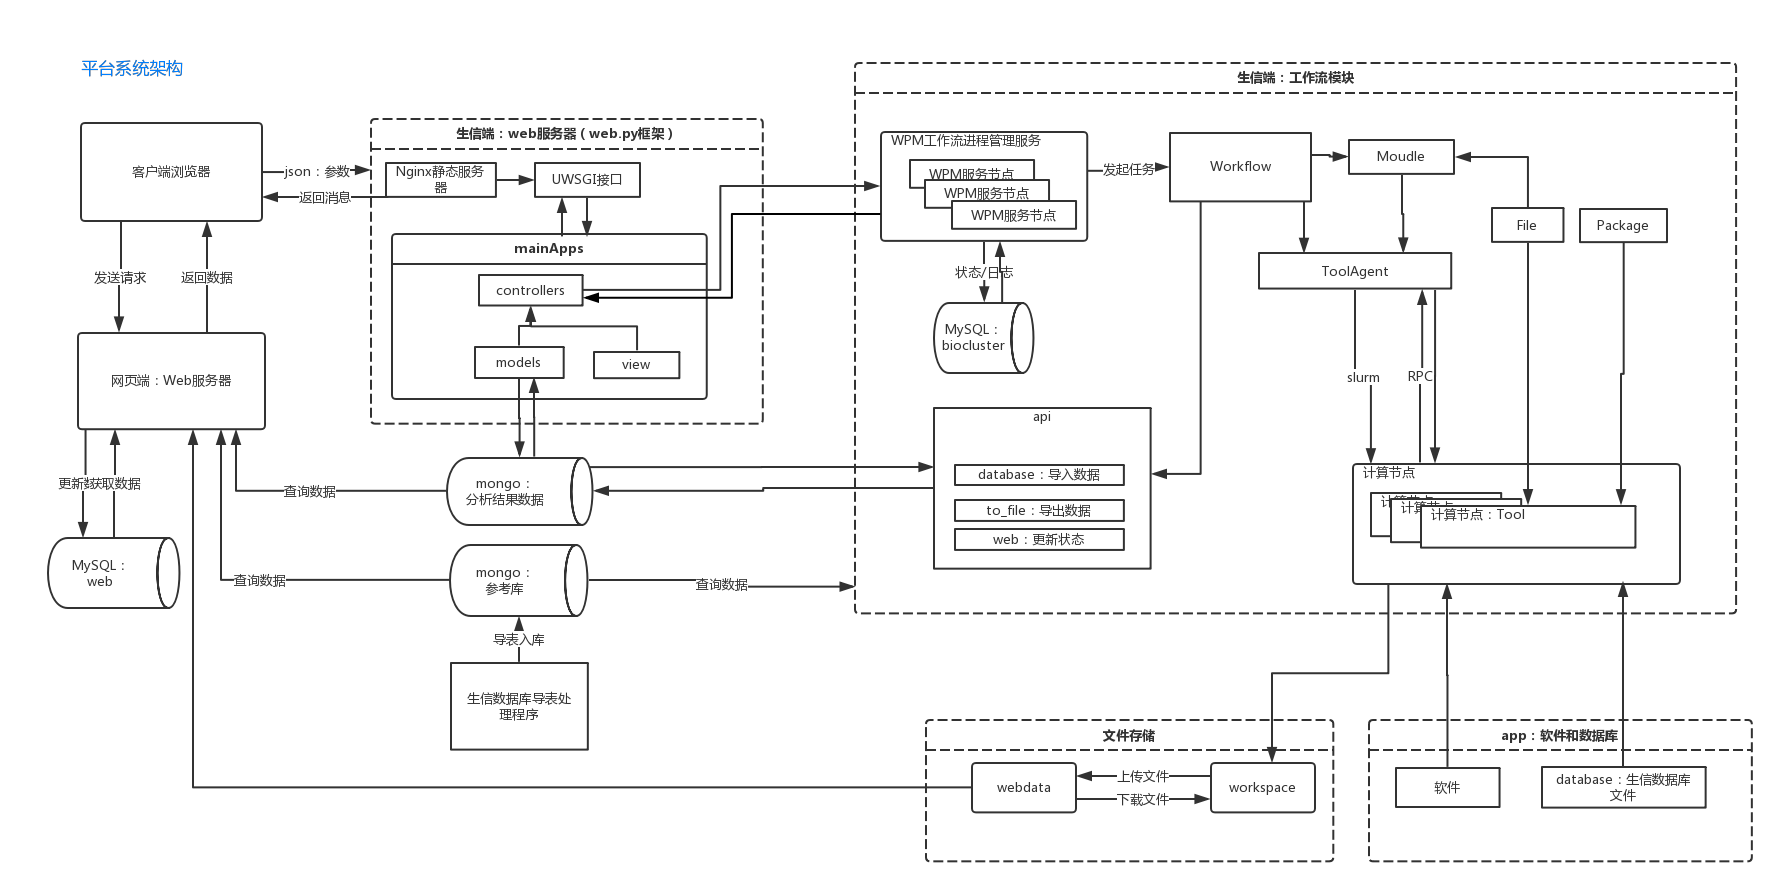 平台系统架构
客户端浏览器
json：参数
返回消息
发送请求
返回数据
网页端：Web服务器
获取数据
MySQL：
web
生信端：web服务器（web.py框架）
Nginx静态服务
器
UWSGI接口
mainApps
controllers
models
view
mongo：
分析结果数据
查询数据
mongo：
参考库
查询数据
查询数据
导表入库
生信数据库导表处
理程序
生信端：工作流模块
WPM工作流进程管理服务
WPM服务节点
WPM服务节点
WPM服务节点
发起任务
状态/日志
MySQL：
biocluster
Workflow
Moudle
File
Package
ToolAgent
slurm
RPC
api
database：导入数据
to_file：导出数据
web：更新状态
计算节点
计算节点：Tool
文件存储
webdata
上传文件
下载文件
workspace
app：软件和数据库
软件
database：生信数据库
文件